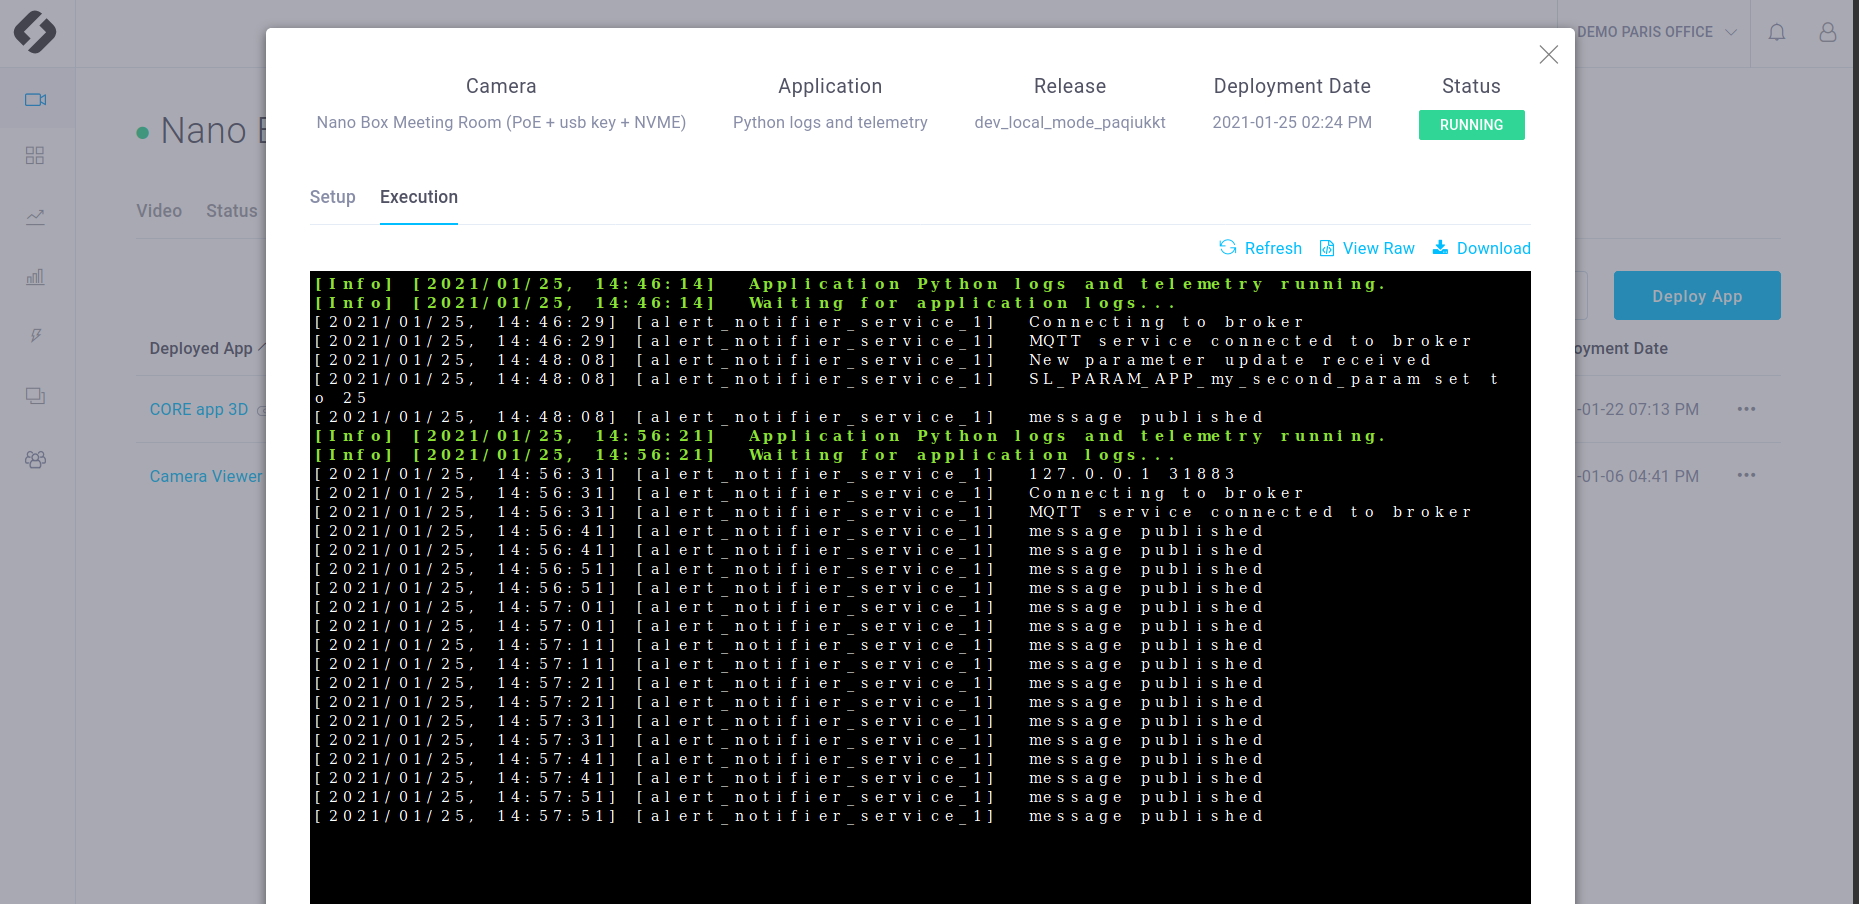 DEMO PARIS OFFICE
Nano
Video Status
Deployed App
CORE app 3D
Camera Viewer
Camera Application Release Deployment Date Status
Nano Box Meeting Room (PoE + usb key + NVME) Python logs and telemetry dev_local_mode_paqiukkt 2021-01-25 02:24 PM RUNNING
Setup Execution
Refresh View Raw Download
[Info] [2021/01/25, 14:46:14] Application Python logs and telemetry running.
[Info] [2021/01/25, 14:46:14] Waiting for application logs...
[2021/01/25, 14:46:29] [alert_notifier_service_1] Connecting to broker
[2021/01/25, 14:46:29] [alert_notifier_service_1] MQTT service connected to broker
[2021/01/25, 14:48:08] [alert_notifier_service_1] New parameter update received
[2021/01/25, 14:48:08] [alert_notifier_service_1] SL_PARAM_APP_my_second_param set t
o 25
[2021/01/25, 14:48:08] [alert_notifier_service_1] message published
[Info] [2021/01/25, 14:56:21] Application Python logs and telemetry running.
[Info] [2021/01/25, 14:56:21] Waiting for application logs...
[2021/01/25, 14:56:31] [alert_notifier_service_1] 127.0.0.1 31883
[2021/01/25, 14:56:31] [alert_notifier_service_1] Connecting to broker
[2021/01/25, 14:56:31] [alert_notifier_service_1] MQTT service connected to broker
[2021/01/25, 14:56:41] [alert_notifier_service_1] message published
[2021/01/25, 14:56:41] [alert_notifier_service_1] message published
[2021/01/25, 14:56:51] [alert_notifier_service_1] message published
[2021/01/25, 14:56:51] [alert_notifier_service_1] message published
[2021/01/25, 14:57:01] [alert_notifier_service_1] message published
[2021/01/25, 14:57:01] [alert_notifier_service_1] message published
[2021/01/25, 14:57:11] [alert_notifier_service_1] message published
[2021/01/25, 14:57:11] [alert_notifier_service_1] message published
[2021/01/25, 14:57:21] [alert_notifier_service_1] message published
[2021/01/25, 14:57:21] [alert_notifier_service_1] message published
[2021/01/25, 14:57:31] [alert_notifier_service_1] message published
[2021/01/25, 14:57:31] [alert_notifier_service_1] message published
[2021/01/25, 14:57:41] [alert_notifier_service_1] message published
[2021/01/25, 14:57:41] [alert_notifier_service_1] message published
[2021/01/25, 14:57:51] [alert_notifier_service_1] message published
[2021/01/25, 14:57:51] [alert_notifier_service_1] message published
Deploy App
oyment Date
-01-22 07:13 PM
-01-06 04:41 PM